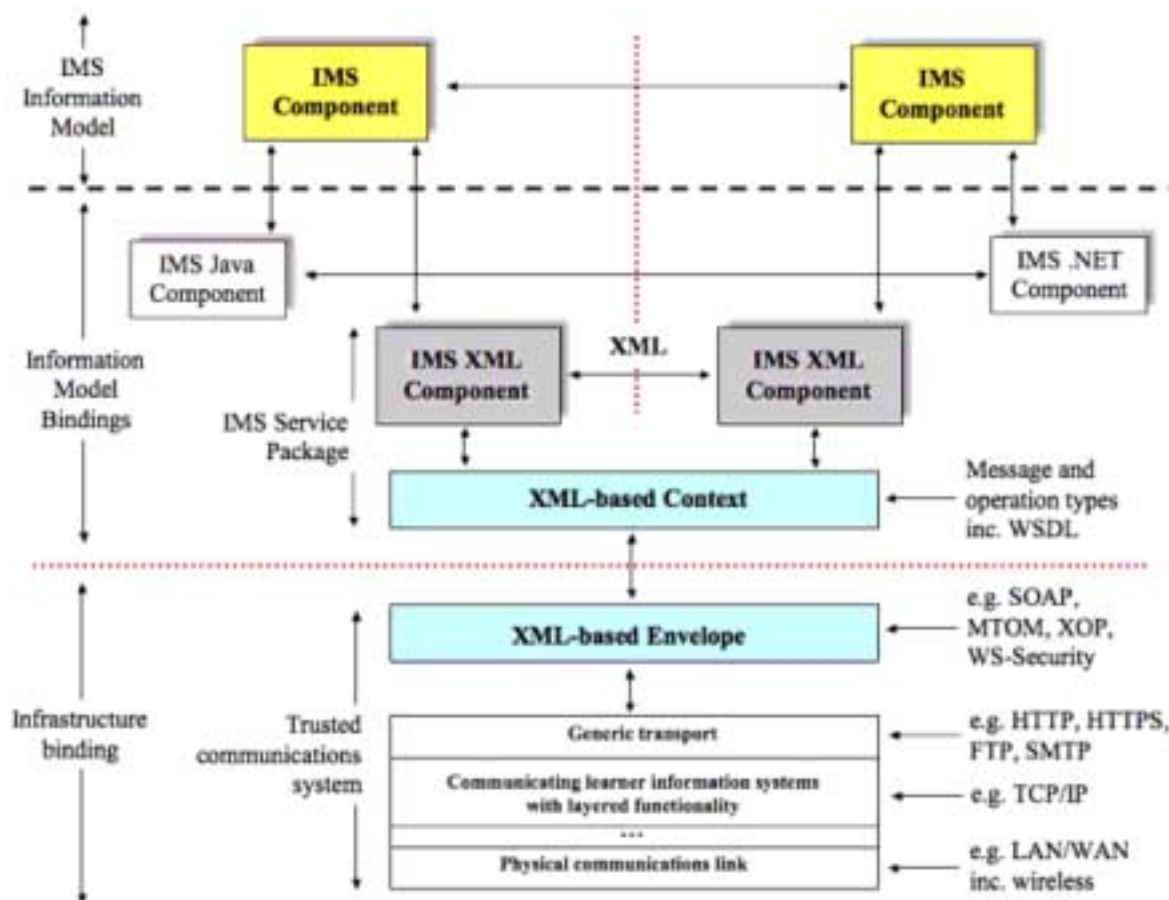 IMS
Information
Model
IMS
Component
IMS
Component
IMS Java
Component
IMS .NET
Component
Information
Model
Bindings
IMS Service
Package
IMS XML
Component
XML
IMS XML
Component
XML-based Context
Message and
operation types
inc. WSDL
XML-based Envelope
e.g. SOAP,
MTOM, XOP,
WS-Security
Infrastructure
binding
Trusted
communications
system
Generic transport
e.g. HTTP, HTTPS,
FTP, SMTP
Communicating learner information systems
with layered functionality
e.g. TCP/IP
...
Physical communications link
e.g. LAN/WAN
inc. wireless